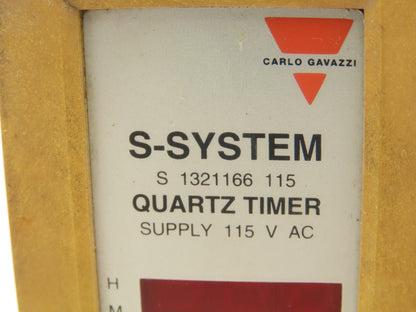 CARLO GAVAZZI
S-SYSTEM
S 1321166 115
QUARTZ TIMER
SUPPLY 115 V AC
H
M